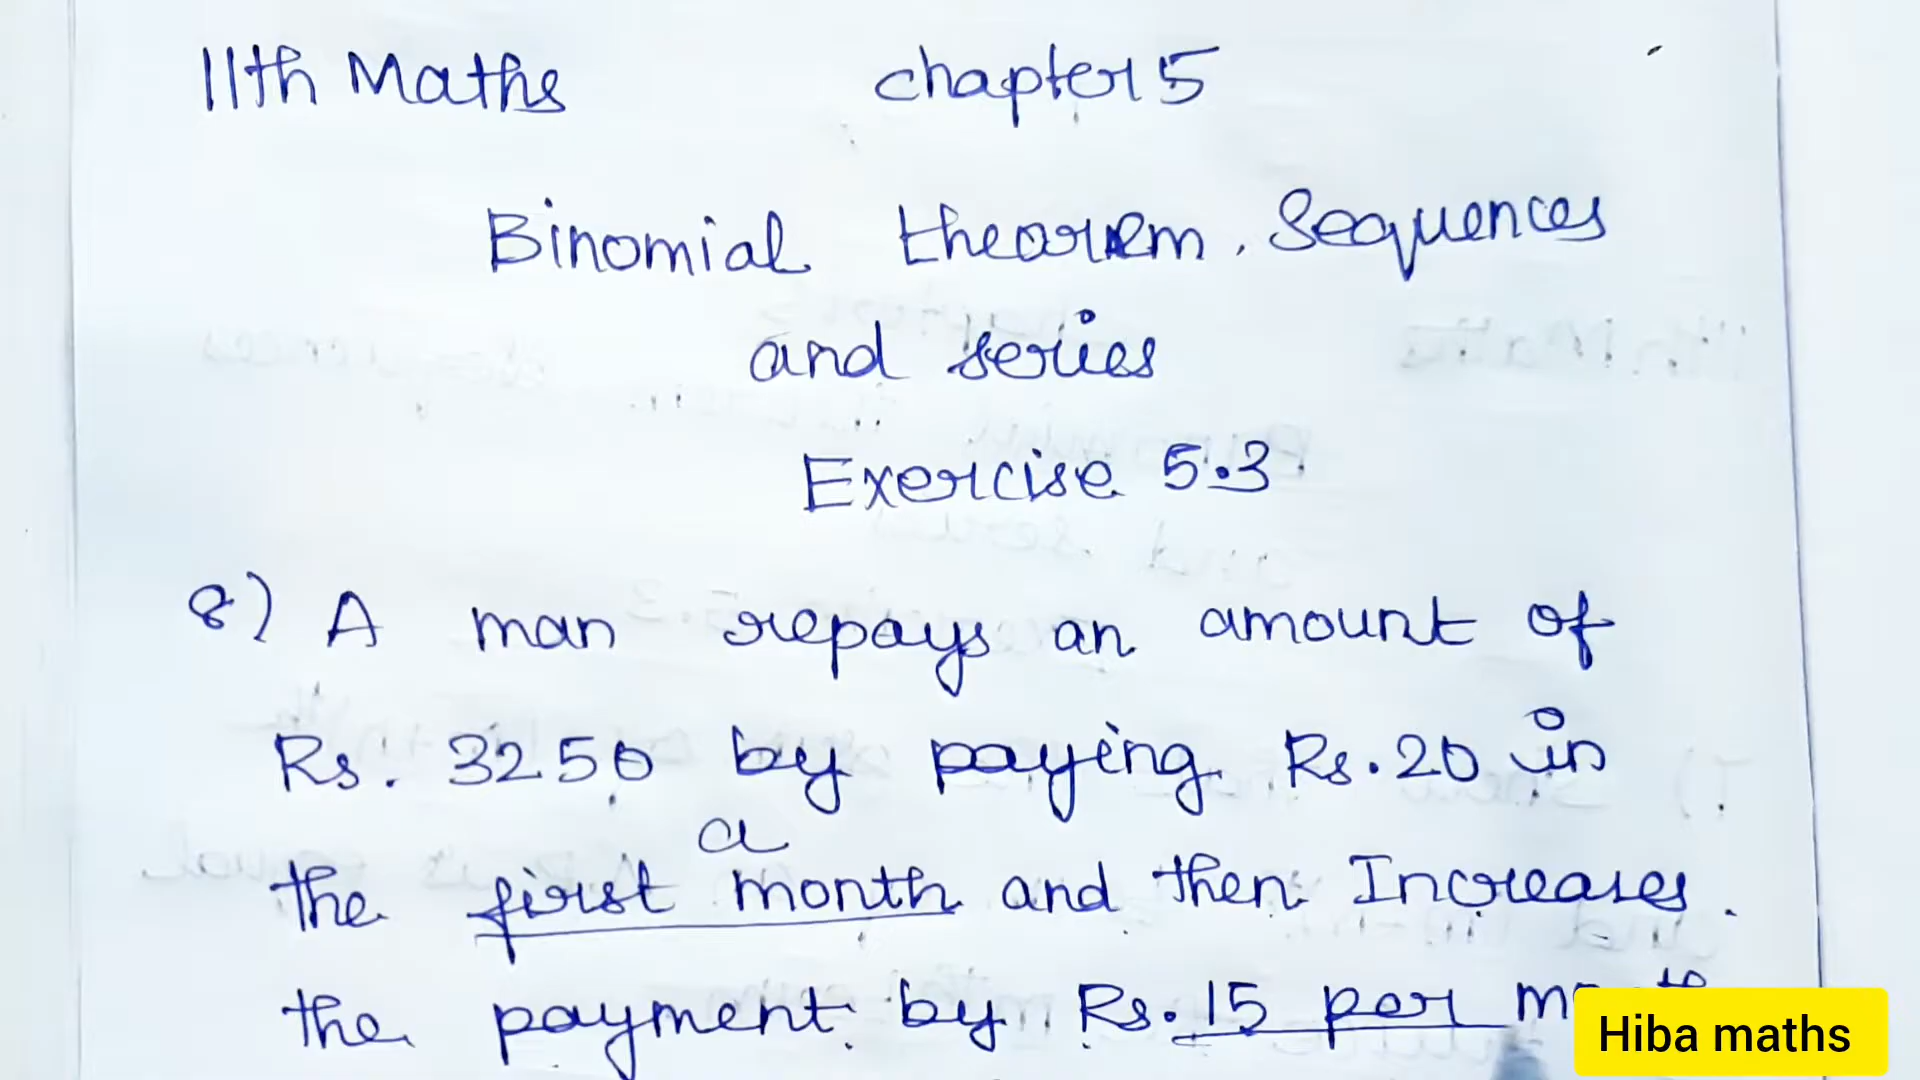 11th Maths chapter 5
Binomial theorem, Sequences
and series
Exercise 5.3
8) A man repays an amount of
Rs. 3250 by paying Rs. 20 in
a
the first month and then Increases
the payment by Rs. 15 per
Hiba maths